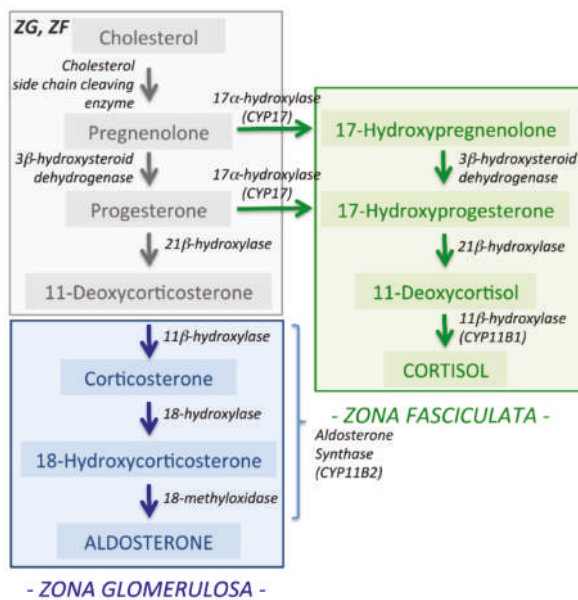 ZG, ZF
Cholesterol
Cholesterol
side chain cleaving
enzyme
17α-hydroxylase
(CYP17)
Pregnenolone
17-Hydroxypregnenolone
3β-hydroxysteroid
dehydrogenase
17α-hydroxylase
(CYP17)
3β-hydroxysteroid
dehydrogenase
Progesterone
17-Hydroxyprogesterone
21β-hydroxylase
21β-hydroxylase
11-Deoxycorticosterone
11-Deoxycortisol
11β-hydroxylase
11β-hydroxylase
(CYP11B1)
Corticosterone
CORTISOL
18-hydroxylase
- ZONA FASCICULATA -
Aldosterone
Synthase
(CYP11B2)
18-Hydroxycorticosterone
18-methyloxidase
ALDOSTERONE
- ZONA GLOMERULOSA -